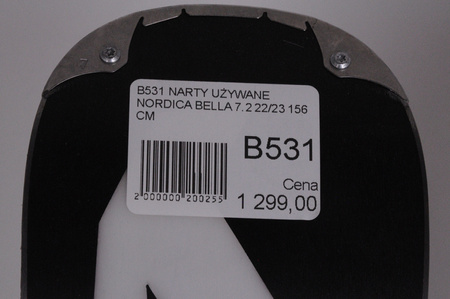 B531 NARTY UŻYWANE
NORDICA BELLA 7.2 22/23 156
CM
B531
2 000000 200255
Cena
1 299,00
7